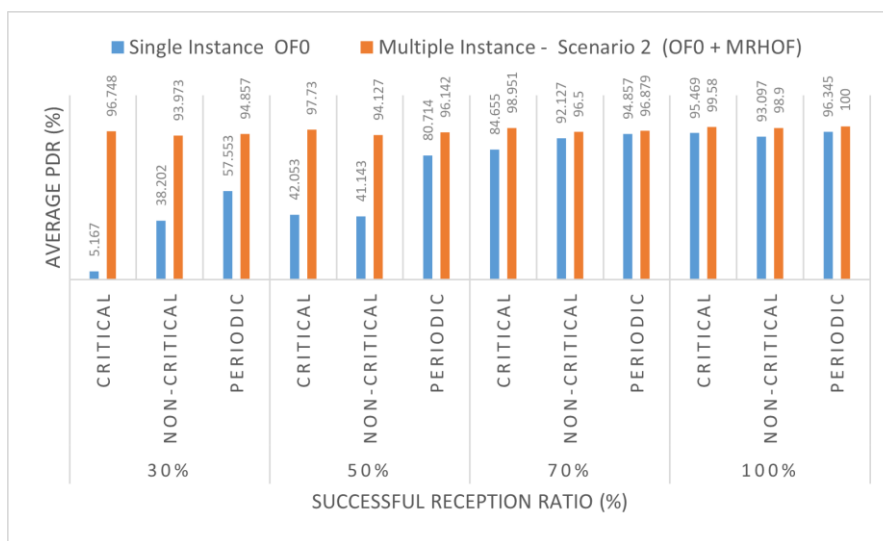 Single Instance OF0
Multiple Instance - Scenario 2 (OF0 + MRHOF)
AVERAGE PDR (%)
5.167
96.748
38.202
93.973
57.553
94.857
42.053
97.73
41.143
94.127
80.714
96.142
84.655
98.951
92.127
96.5
94.857
96.879
95.469
99.58
93.097
98.9
96.345
100
CRITICAL
NON-CRITICAL
PERIODIC
CRITICAL
NON-CRITICAL
PERIODIC
CRITICAL
NON-CRITICAL
PERIODIC
CRITICAL
NON-CRITICAL
PERIODIC
30%
50%
70%
100%
SUCCESSFUL RECEPTION RATIO (%)